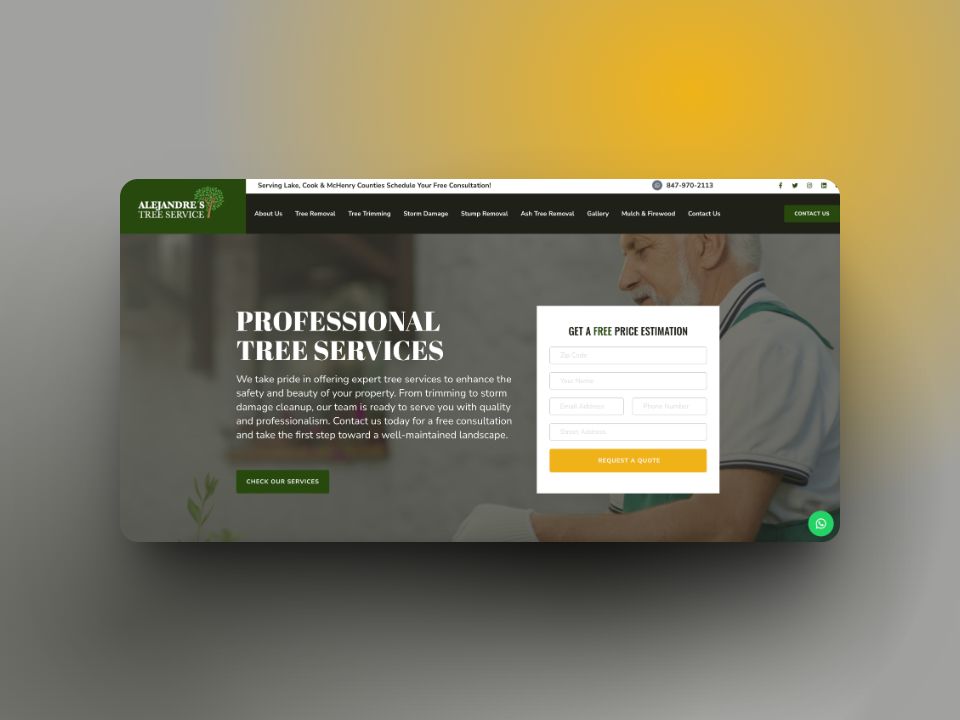 Serving Lake, Cook & McHenry Counties Schedule Your Free Consultation!
847-970-2113
ALEJANDRE'S
TREE SERVICE
About Us Tree Removal Tree Trimming Storm Damage Stump Removal Ash Tree Removal Gallery Mulch & Firewood Contact Us
CONTACT US
PROFESSIONAL
TREE SERVICES
We take pride in offering expert tree services to enhance the
safety and beauty of your property. From trimming to storm
damage cleanup, our team is ready to serve you with quality
and professionalism. Contact us today for a free consultation
and take the first step toward a well-maintained landscape.
CHECK OUR SERVICES
GET A FREE PRICE ESTIMATION
Zip Code
Your Name
Email Address Phone Number
Street Address
REQUEST A QUOTE